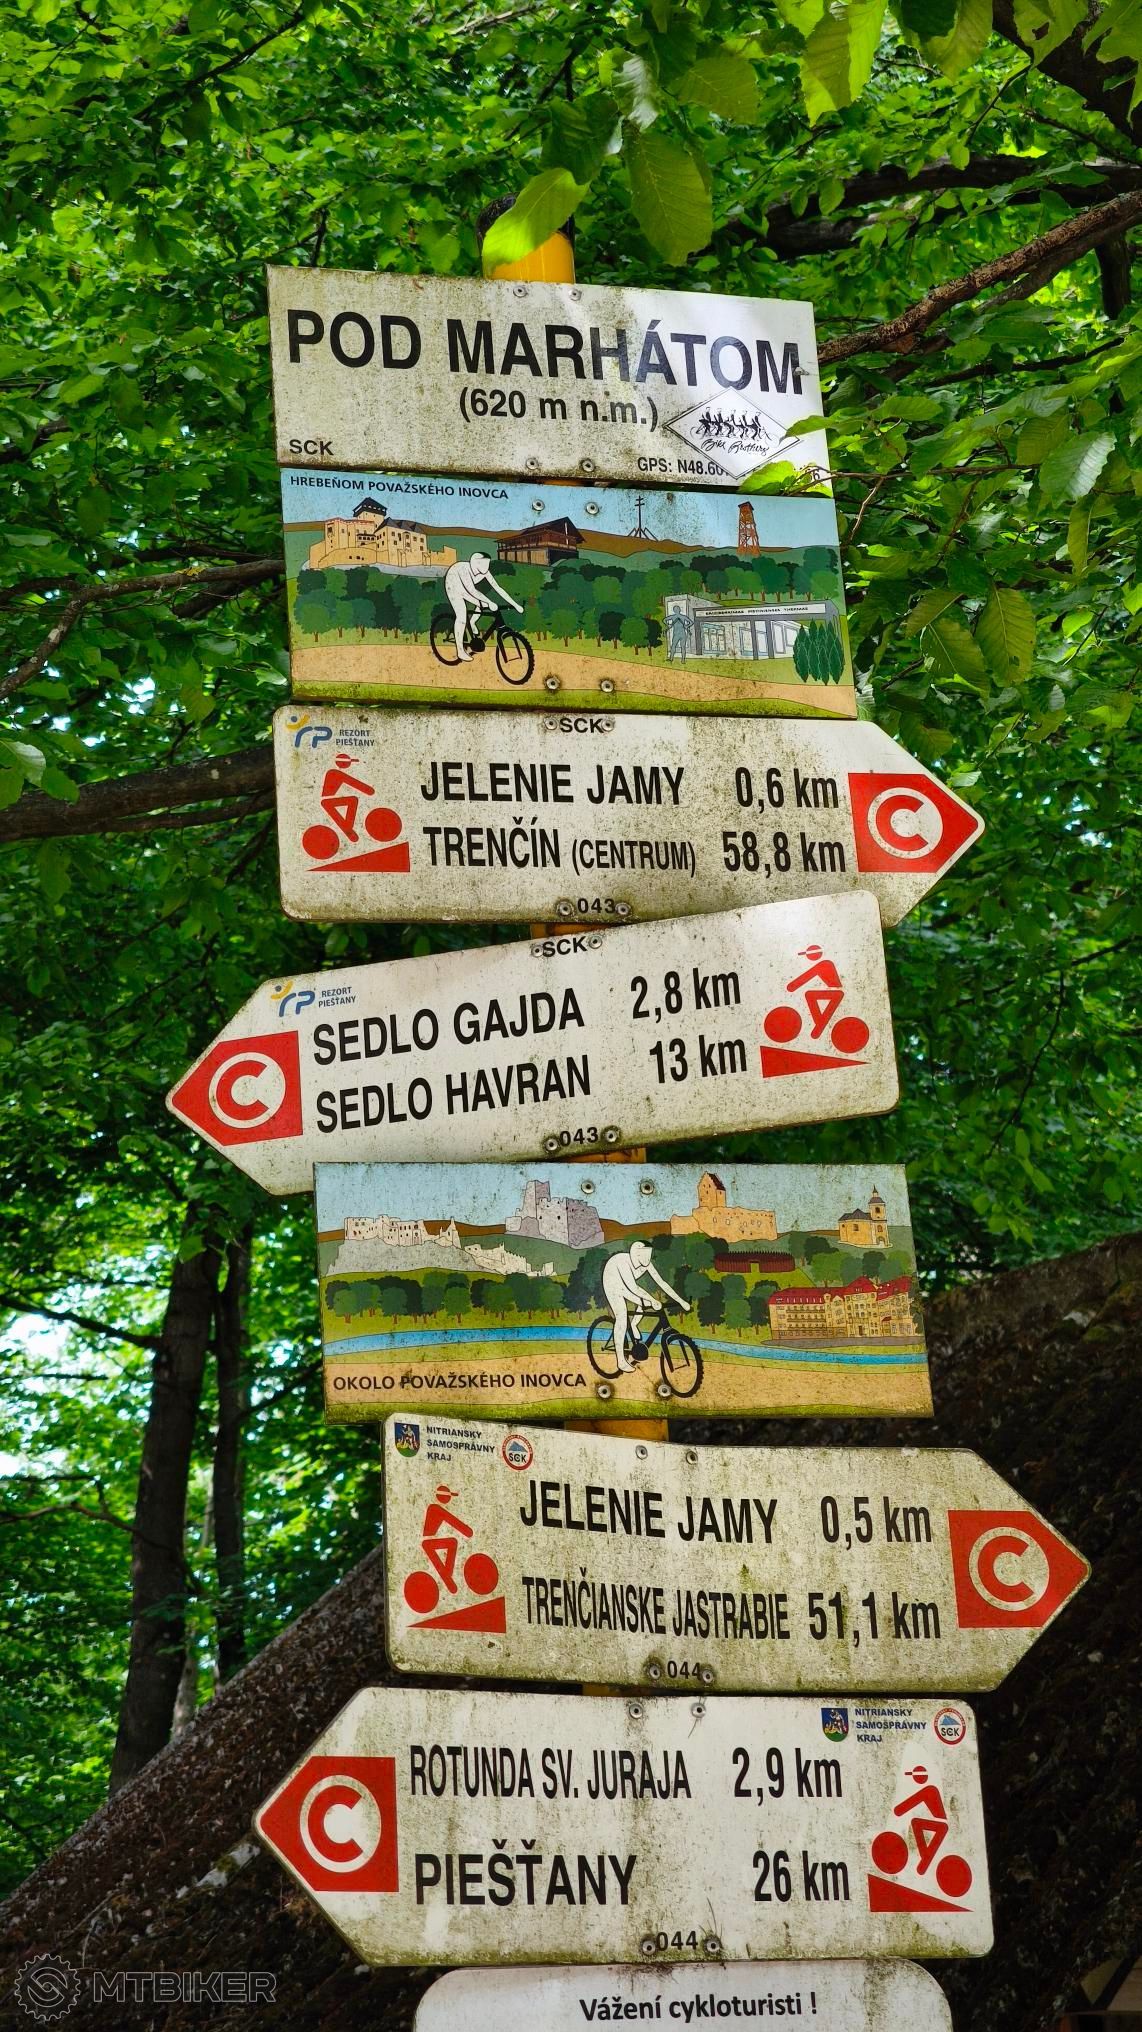 POD MARHÁTOM
(620 m n.m.)
SCK
Bike Brothers
GPS: N48.60
HREBEŇOM POVAŽSKÉHO INOVCA
SCK
REZORT
PIEŠŤANY
JELENIE JAMY 0,6 km
TRENČÍN (CENTRUM) 58,8 km
C
043
SCK
REZORT
PIEŠŤANY
SEDLO GAJDA 2,8 km
SEDLO HAVRAN 13 km
C
043
OKOLO POVAŽSKÉHO INOVCA
NITRIANSKY
SAMOSPRÁVNY
KRAJ
SCK
JELENIE JAMY 0,5 km
TRENČIANSKE JASTRABIE 51,1 km
C
044
NITRIANSKY
SAMOSPRÁVNY
KRAJ
SCK
ROTUNDA SV. JURAJA 2,9 km
PIEŠŤANY 26 km
C
044
Vážení cykloturisti !
MTBIKER